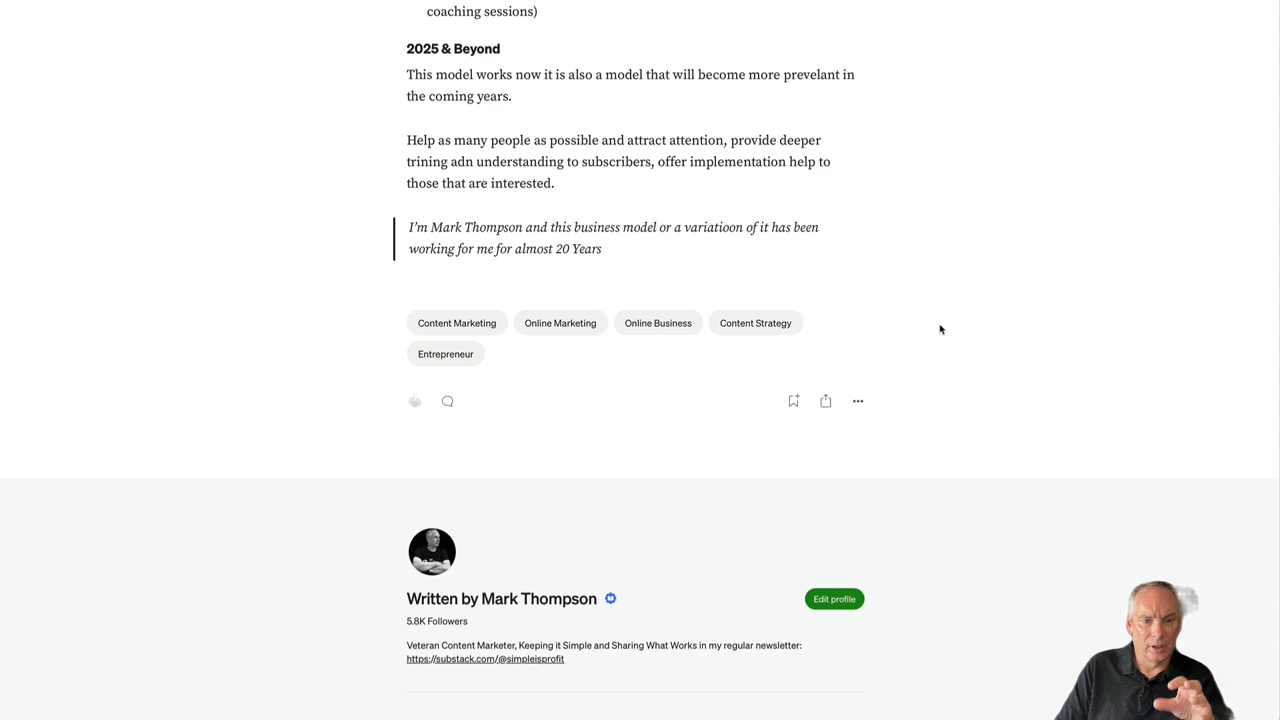 coaching sessions)
2025 & Beyond
This model works now it is also a model that will become more prevelant in
the coming years.
Help as many people as possible and attract attention, provide deeper
trining adn understanding to subscribers, offer implementation help to
those that are interested.
I'm Mark Thompson and this business model or a variatioon of it has been
working for me for almost 20 Years
Content Marketing
Online Marketing
Online Business
Content Strategy
Entrepreneur
Written by Mark Thompson
Edit profile
5.8K Followers
Veteran Content Marketer, Keeping it Simple and Sharing What Works in my regular newsletter:
https://substack.com/@simpleisprofit